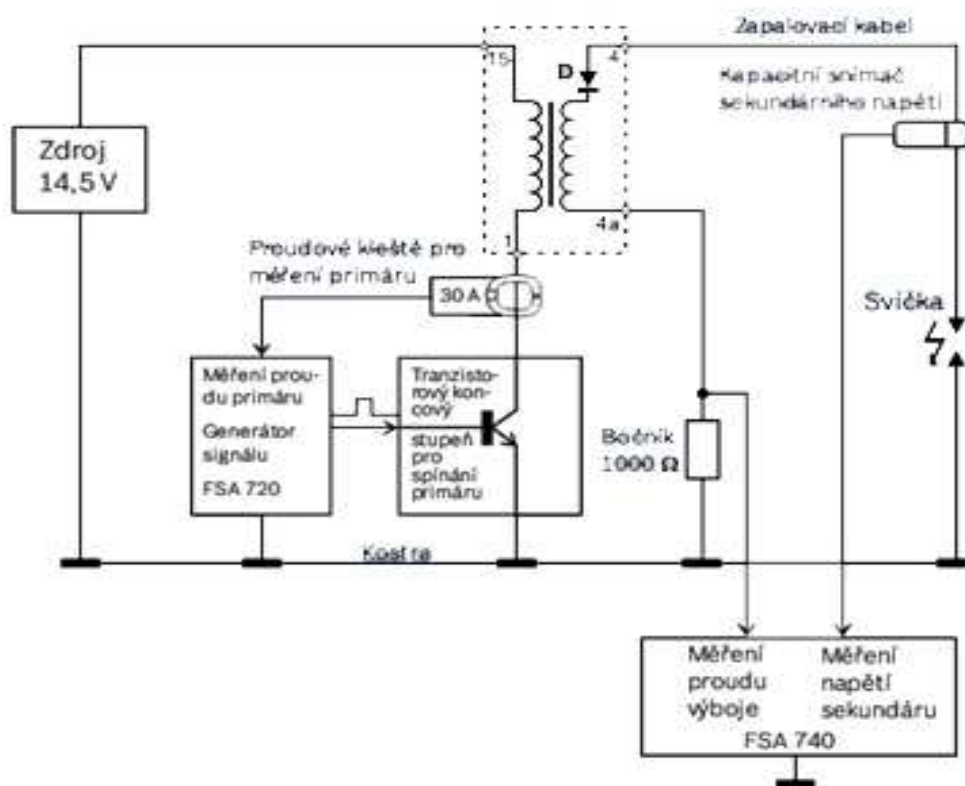 Zapalovací kabel
15
D
4
Kapacitní snímač
sekundárního napětí
Zdroj
14,5 V
4a
1
Proudové kleště pro
měření primáru
30 A
Svíčka
Měření prou-
du primáru
Generátor
signálu
FSA 720
Tranzisto-
rový kon-
cový
stupeň
pro
spínání
primáru
Bočník
1000 Ω
Kostra
Měření
proudu
výboje
Měření
napětí
sekundáru
FSA 740